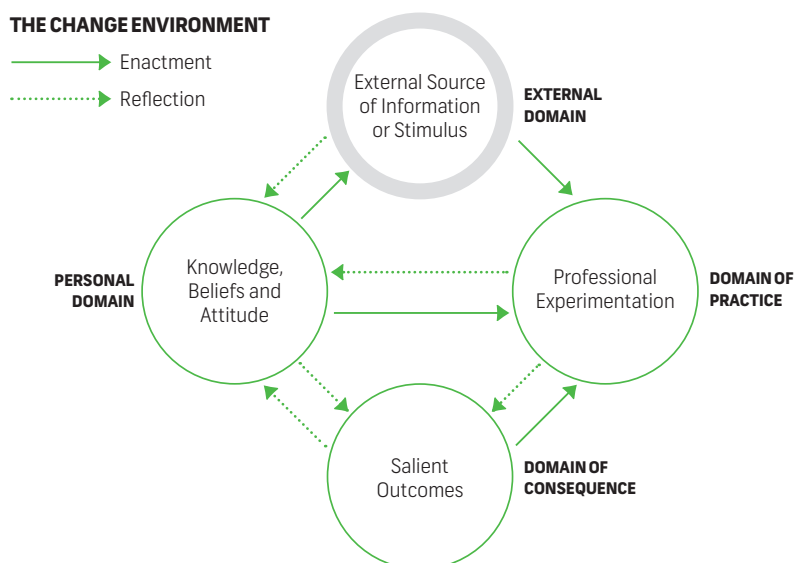 THE CHANGE ENVIRONMENT
Enactment
Reflection
External Source
of Information
or Stimulus
EXTERNAL
DOMAIN
PERSONAL
DOMAIN
Knowledge,
Beliefs and
Attitude
Professional
Experimentation
DOMAIN OF
PRACTICE
Salient
Outcomes
DOMAIN OF
CONSEQUENCE